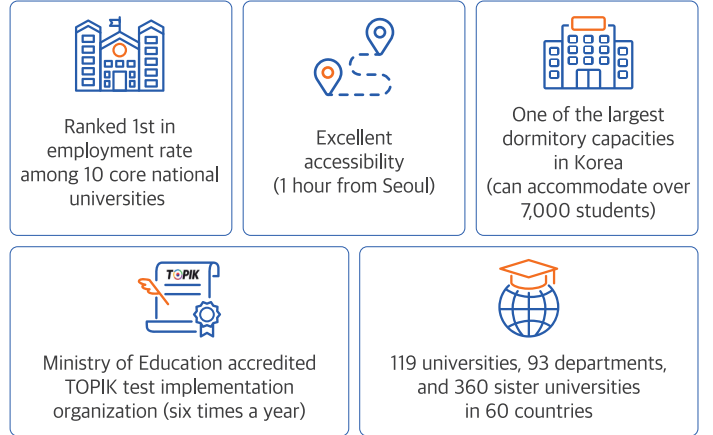 Ranked 1st in
employment rate
among 10 core national
universities
Excellent
accessibility
(1 hour from Seoul)
One of the largest
dormitory capacities
in Korea
(can accommodate over
7,000 students)
TOPIK
Ministry of Education accredited
TOPIK test implementation
organization (six times a year)
119 universities, 93 departments,
and 360 sister universities
in 60 countries